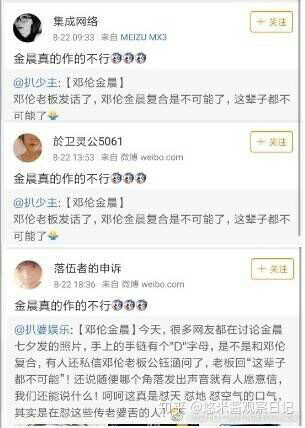 集成网络
+关注
8-22 09:33 来自 MEIZU MX3
金晨真的作的不行
@扒少主:【邓伦金晨】
邓伦老板发话了，邓伦金晨复合是不可能了，这辈子都不
可能了
於卫灵公5061
+关注
8-22 13:53 来自 微博 weibo.com
金晨真的作的不行
@扒少主:【邓伦金晨】
邓伦老板发话了，邓伦金晨复合是不可能了，这辈子都不
可能了
落伍者的申诉
+关注
8-22 18:36 来自 微博 weibo.com
金晨真的作的不行
@扒婆娱乐:【邓伦金晨】今天，很多网友都在讨论金晨
七夕发的照片，手上的手链有个"D"字母，是不是和邓伦
复合，有人还私信邓伦老板公钰涵问了，老板回"这辈子
都不可能"！还说随便哪个角落发出声音就有人愿意信，
我们还能说什么！呵呵这真是怼天 怼地 怼空气的口气，
其实是在怼这些传老婆舌的人！
知乎 @悠米酱观察日记